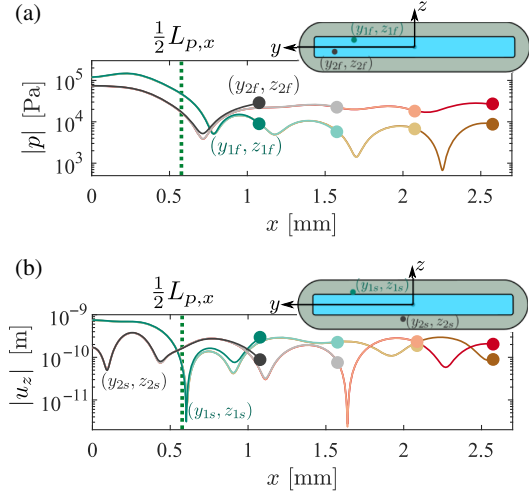 (a)
½ L_{p,x}
z
y
(y_{1f}, z_{1f})
(y_{2f}, z_{2f})
|p| [Pa]
10^5
10^4
10^3
(y_{2f}, z_{2f})
(y_{1f}, z_{1f})
0 0.5 1 1.5 2 2.5
x [mm]
(b)
½ L_{p,x}
z
y
(y_{1s}, z_{1s})
(y_{2s}, z_{2s})
|u_z| [m]
10^{-9}
10^{-10}
10^{-11}
(y_{2s}, z_{2s})
(y_{1s}, z_{1s})
0 0.5 1 1.5 2 2.5
x [mm]